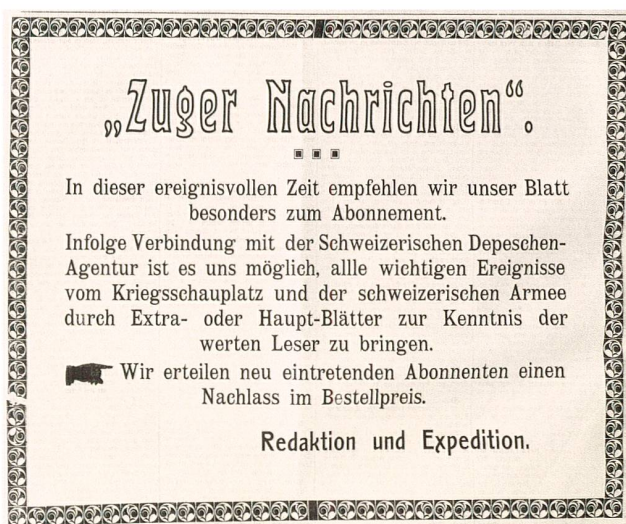 „Zuger Nachrichten“.
In dieser ereignisvollen Zeit empfehlen wir unser Blatt
besonders zum Abonnement.
Infolge Verbindung mit der Schweizerischen Depeschen-
Agentur ist es uns möglich, allle wichtigen Ereignisse
vom Kriegsschauplatz und der schweizerischen Armee
durch Extra- oder Haupt-Blätter zur Kenntnis der
werten Leser zu bringen.
Wir erteilen neu eintretenden Abonnenten einen
Nachlass im Bestellpreis.
Redaktion und Expedition.